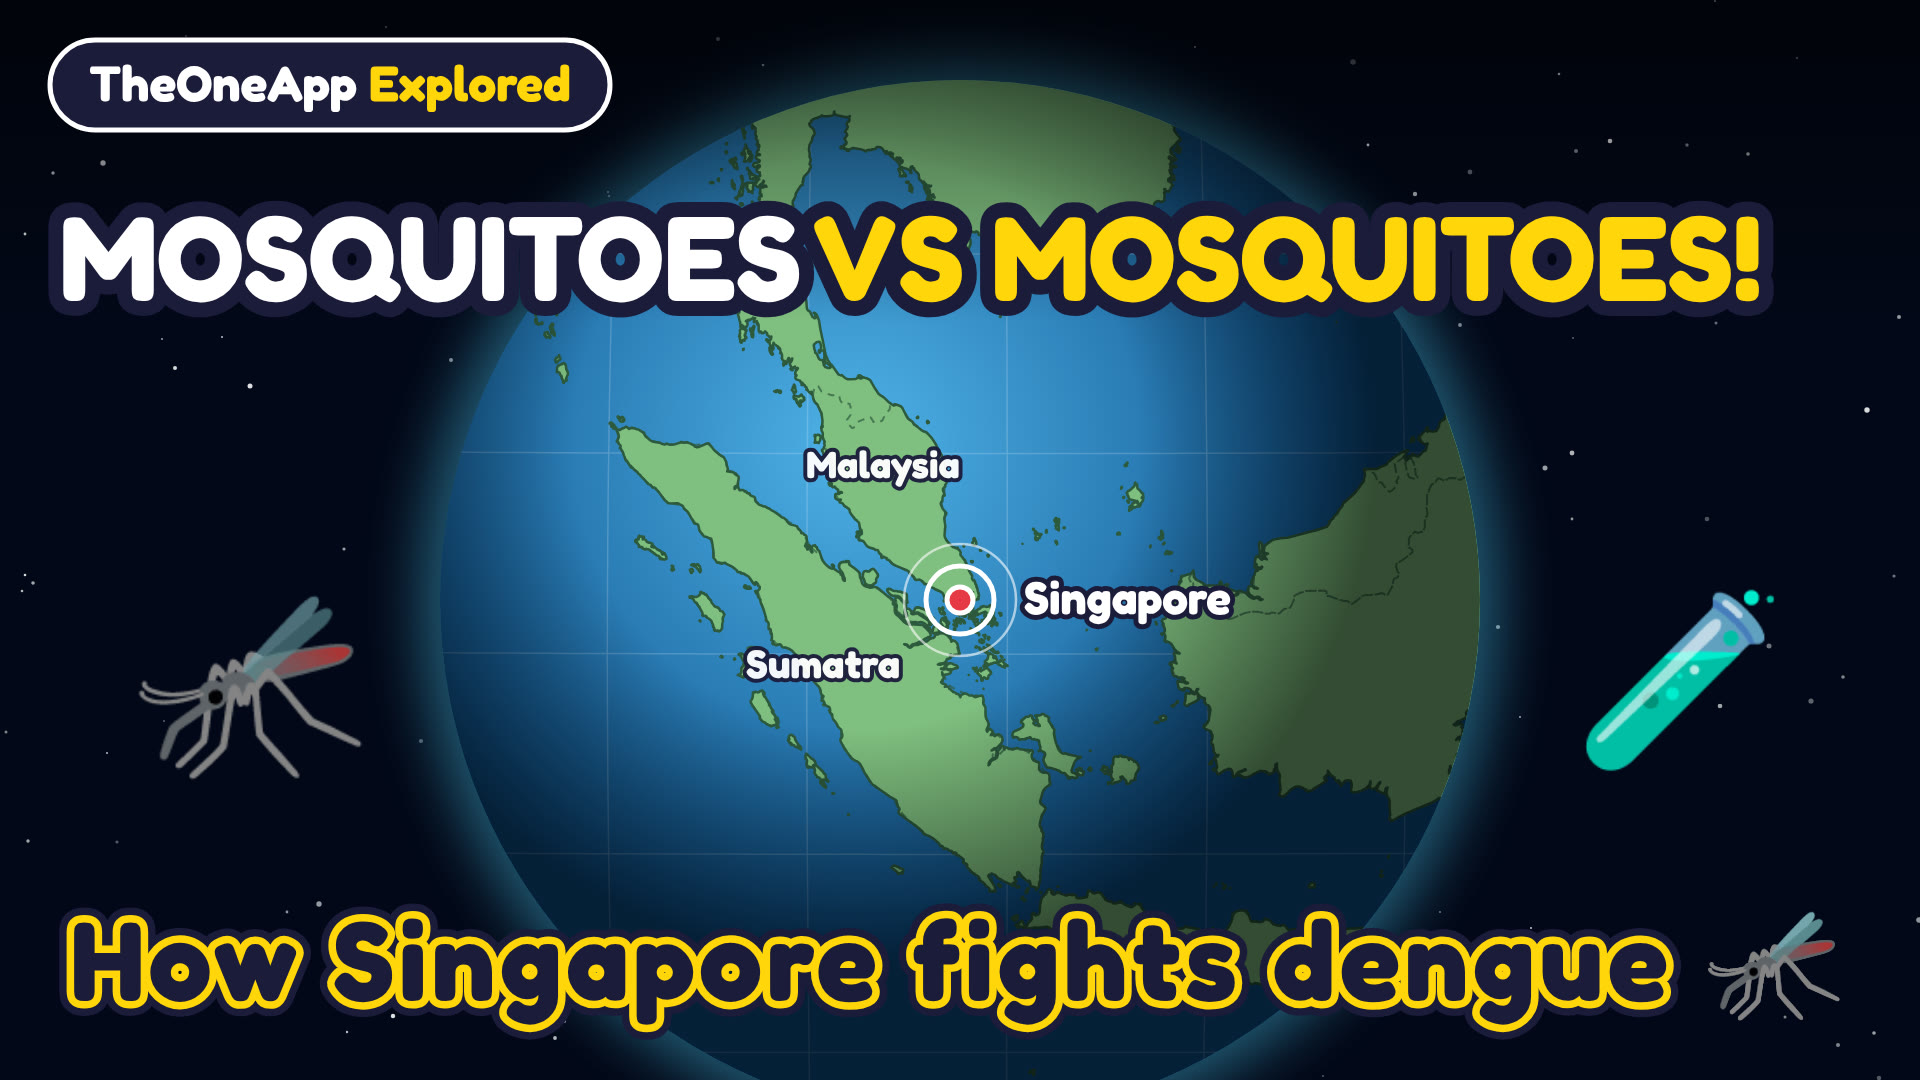 TheOneApp Explored
MOSQUITOES VS MOSQUITOES!
Malaysia
Singapore
Sumatra
How Singapore fights dengue